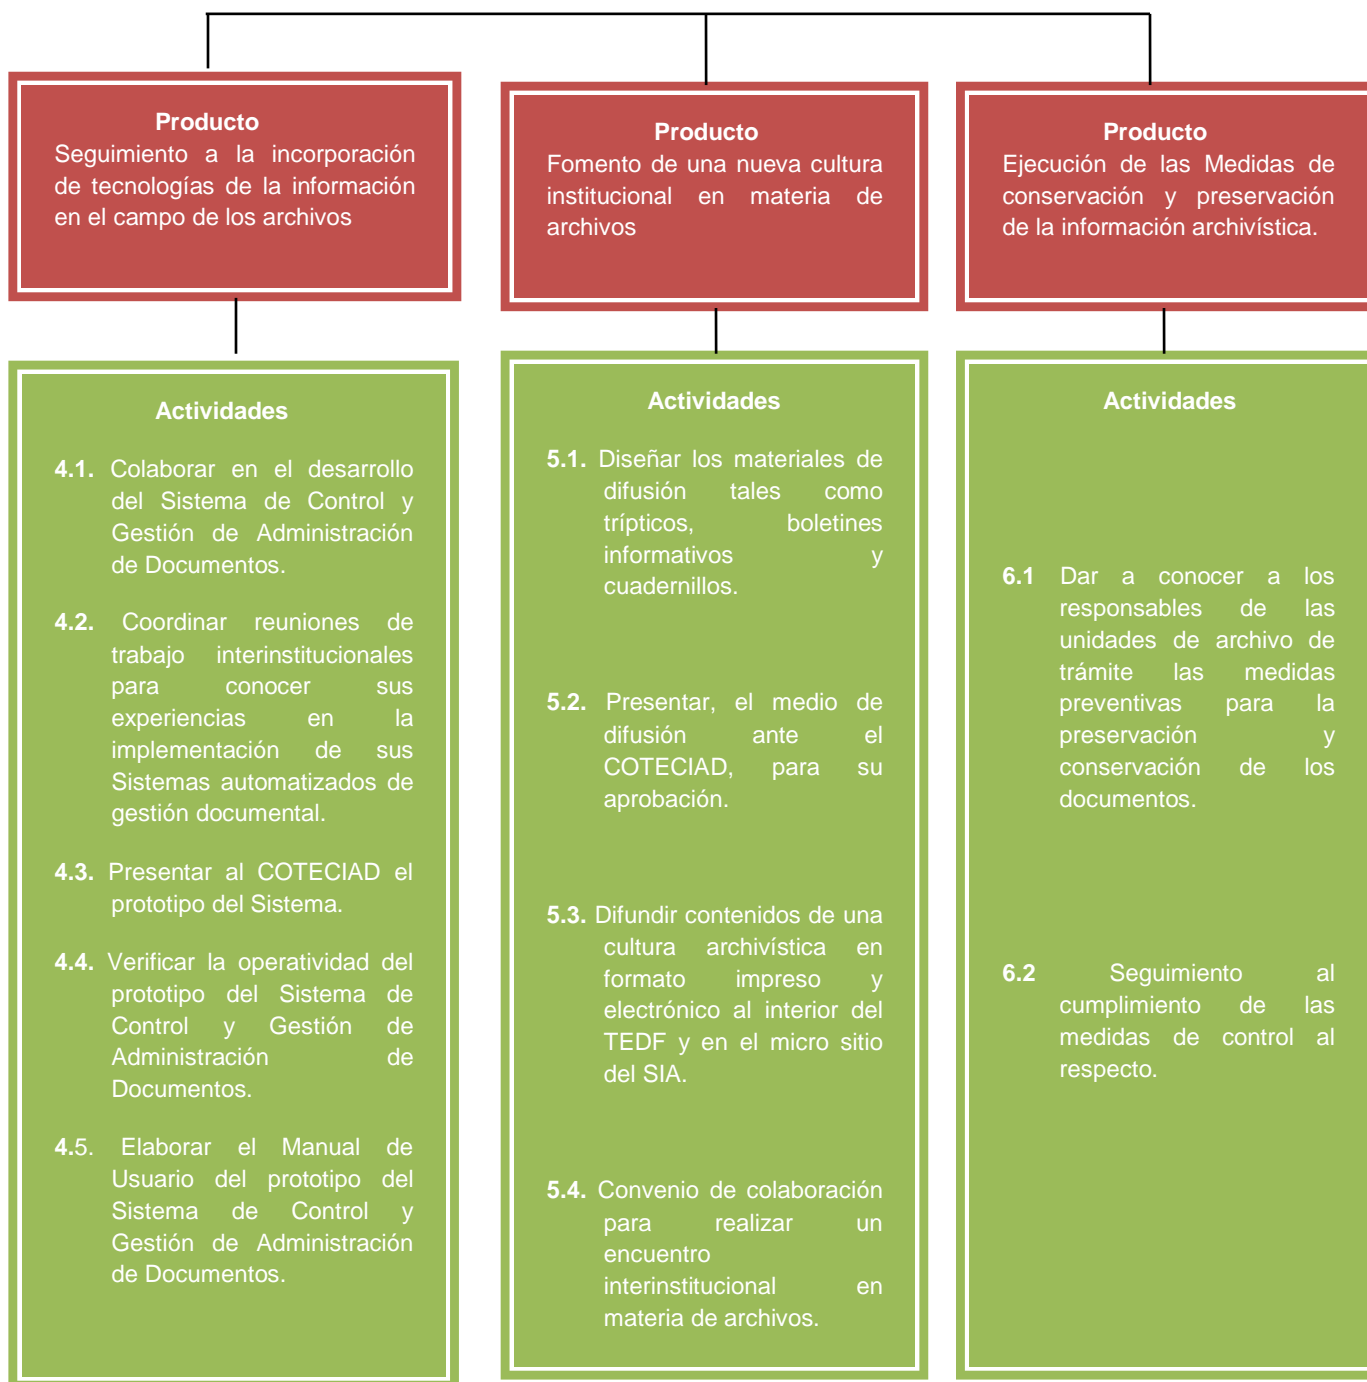 Producto
Seguimiento a la incorporación
de tecnologías de la información
en el campo de los archivos
Producto
Fomento de una nueva cultura
institucional en materia de
archivos
Producto
Ejecución de las Medidas de
conservación y preservación
de la información archivística.
Actividades
4.1. Colaborar en el desarrollo
del Sistema de Control y
Gestión de Administración
de Documentos.
4.2. Coordinar reuniones de
trabajo interinstitucionales
para conocer sus
experiencias en la
implementación de sus
Sistemas automatizados de
gestión documental.
4.3. Presentar al COTECIAD el
prototipo del Sistema.
4.4. Verificar la operatividad del
prototipo del Sistema de
Control y Gestión de
Administración de
Documentos.
4.5. Elaborar el Manual de
Usuario del prototipo del
Sistema de Control y
Gestión de Administración
de Documentos.
Actividades
5.1. Diseñar los materiales de
difusión tales como
trípticos, boletines
informativos y
cuadernillos.
5.2. Presentar, el medio de
difusión ante el
COTECIAD, para su
aprobación.
5.3. Difundir contenidos de una
cultura archivística en
formato impreso y
electrónico al interior del
TEDF y en el micro sitio
del SIA.
5.4. Convenio de colaboración
para realizar un
encuentro
interinstitucional en
materia de archivos.
Actividades
6.1 Dar a conocer a los
responsables de las
unidades de archivo de
trámite las medidas
preventivas para la
preservación y
conservación de los
documentos.
6.2 Seguimiento al
cumplimiento de las
medidas de control al
respecto.